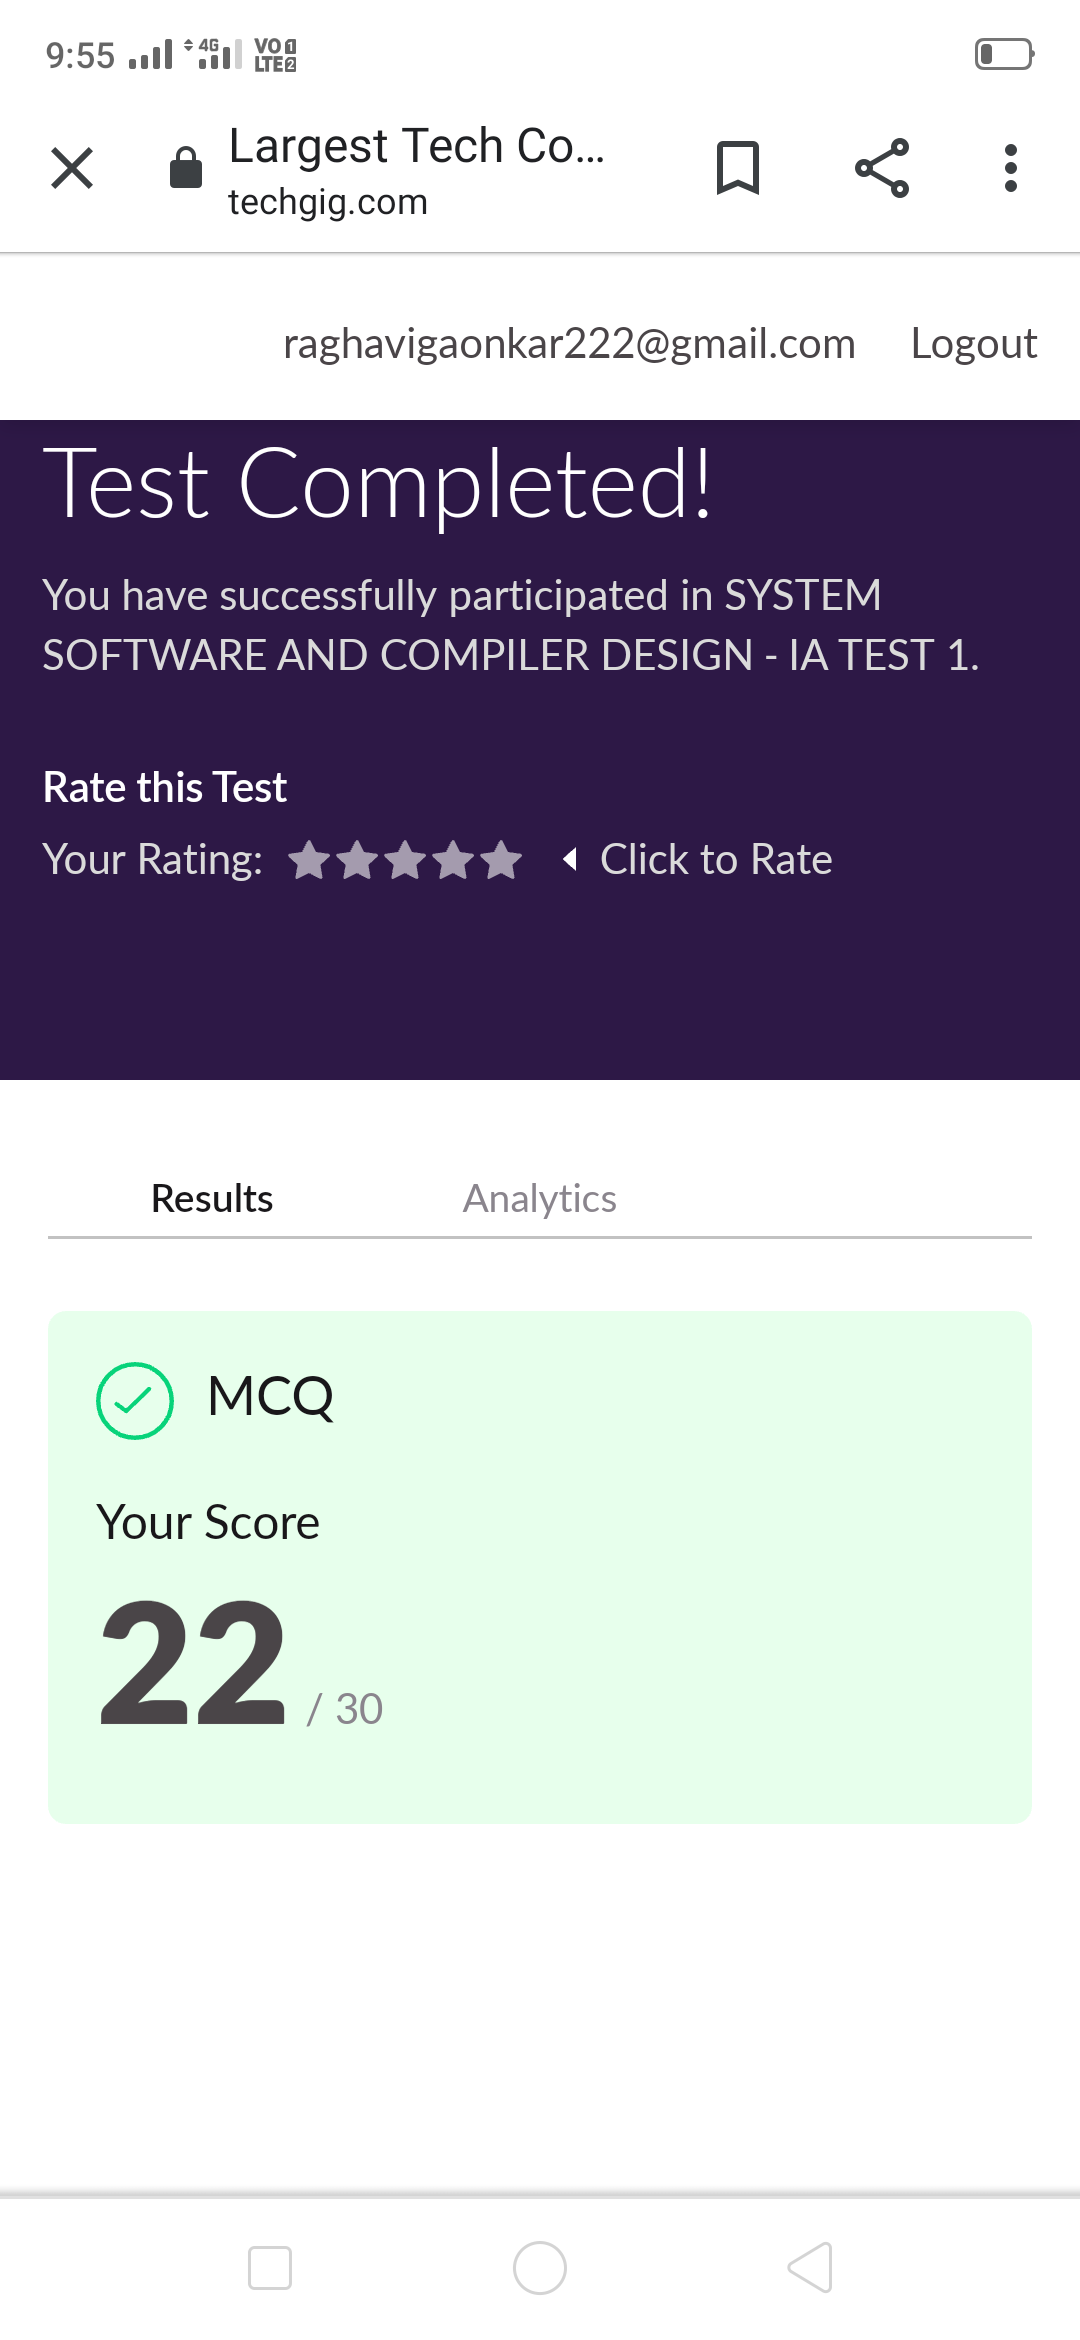 9:55 4G VO 1 LTE 2
Largest Tech Co...
techgig.com
raghavigaonkar222@gmail.com Logout
Test Completed!
You have successfully participated in SYSTEM
SOFTWARE AND COMPILER DESIGN - IA TEST 1.
Rate this Test
Your Rating: Click to Rate
Results Analytics
MCQ
Your Score
22 / 30